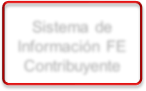 Sistema de
Información FE
Contribuyente